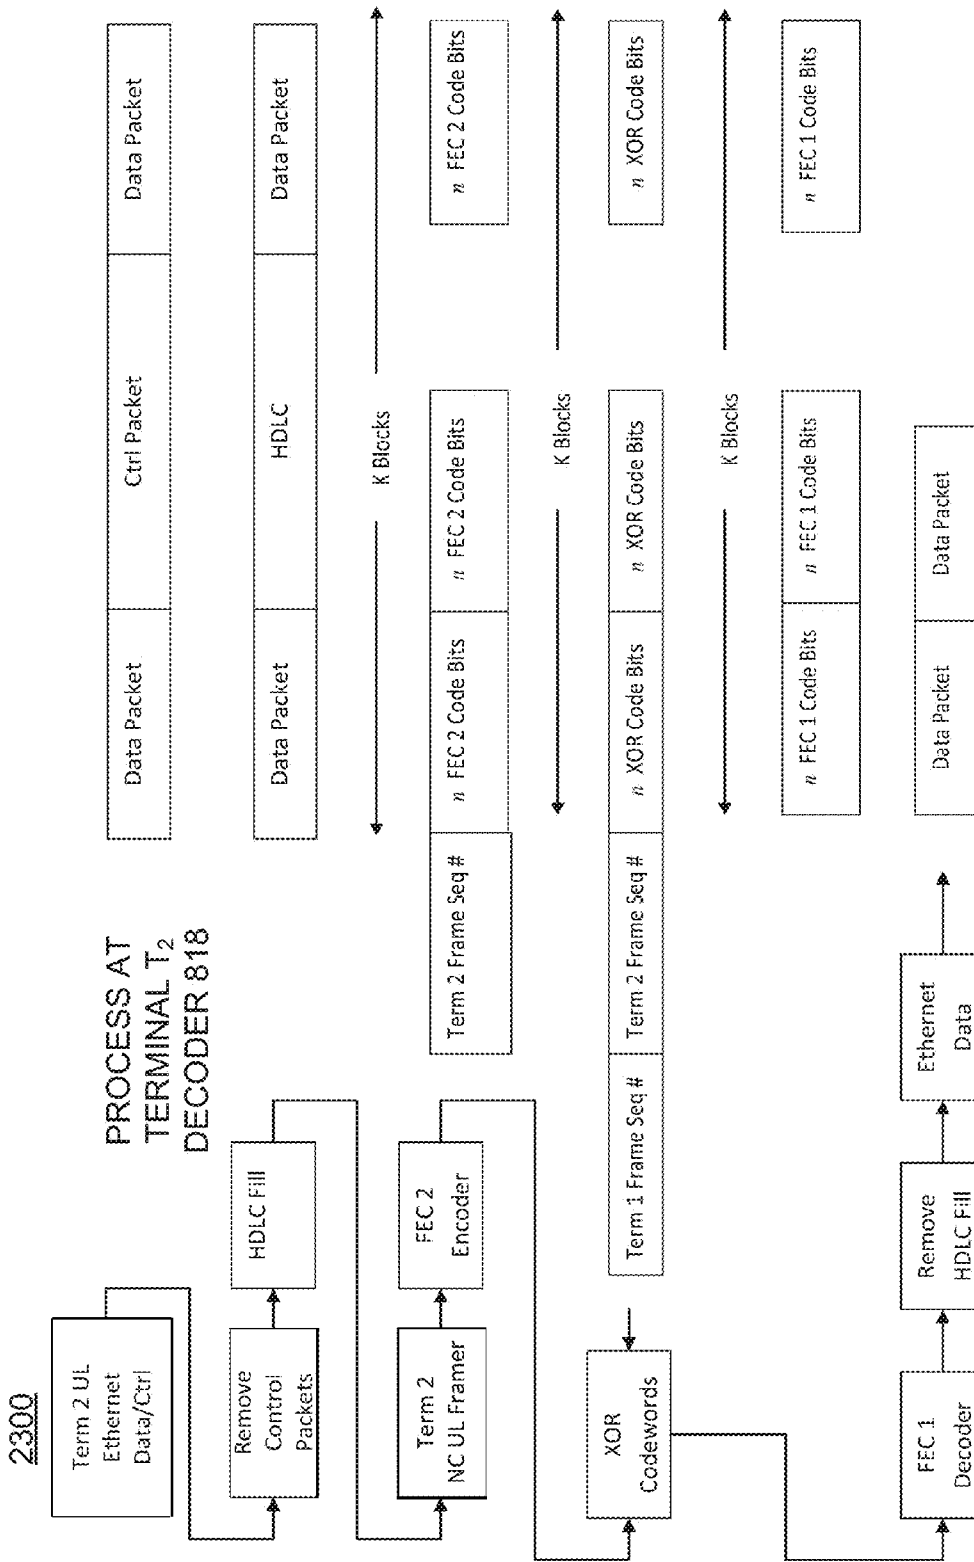 2300
PROCESS AT
TERMINAL T2
DECODER 818
Term 2 UL
Ethernet
Data/Ctrl
Data Packet
Ctrl Packet
Data Packet
Remove
Control
Packets
HDLC Fill
Data Packet
HDLC
Data Packet
K Blocks
Term 2
NC UL Framer
FEC 2
Encoder
Term 2 Frame Seq #
n FEC 2 Code Bits
n FEC 2 Code Bits
n FEC 2 Code Bits
K Blocks
XOR
Codewords
Term 1 Frame Seq #
Term 2 Frame Seq #
n XOR Code Bits
n XOR Code Bits
n XOR Code Bits
K Blocks
n FEC 1 Code Bits
n FEC 1 Code Bits
n FEC 1 Code Bits
FEC 1
Decoder
Remove
HDLC Fill
Ethernet
Data
Data Packet
Data Packet